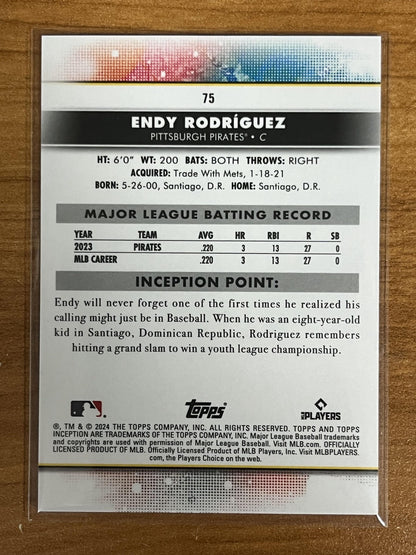 75
ENDY RODRÍGUEZ
PITTSBURGH PIRATES® • C
HT: 6'0" WT: 200 BATS: BOTH THROWS: RIGHT
ACQUIRED: Trade With Mets, 1-18-21
BORN: 5-26-00, Santiago, D.R. HOME: Santiago, D.R.
MAJOR LEAGUE BATTING RECORD
YEAR TEAM AVG HR RBI R SB
2023 PIRATES .220 3 13 27 0
MLB CAREER .220 3 13 27 0
INCEPTION POINT:
Endy will never forget one of the first times he realized his
calling might just be in Baseball. When he was an eight-year-old
kid in Santiago, Dominican Republic, Rodriguez remembers
hitting a grand slam to win a youth league championship.
Topps
PLAYERS
®, TM & © 2024 THE TOPPS COMPANY, INC. ALL RIGHTS RESERVED. TOPPS AND TOPPS
INCEPTION ARE TRADEMARKS OF THE TOPPS COMPANY, INC. Major League Baseball trademarks
and copyrights are used with permission of Major League Baseball. Visit MLB.com. OFFICIALLY
LICENSED PRODUCT OF MLB. Officially Licensed Product of MLB Players, Inc. Visit MLBPLAYERS.
com, the Players Choice on the web.